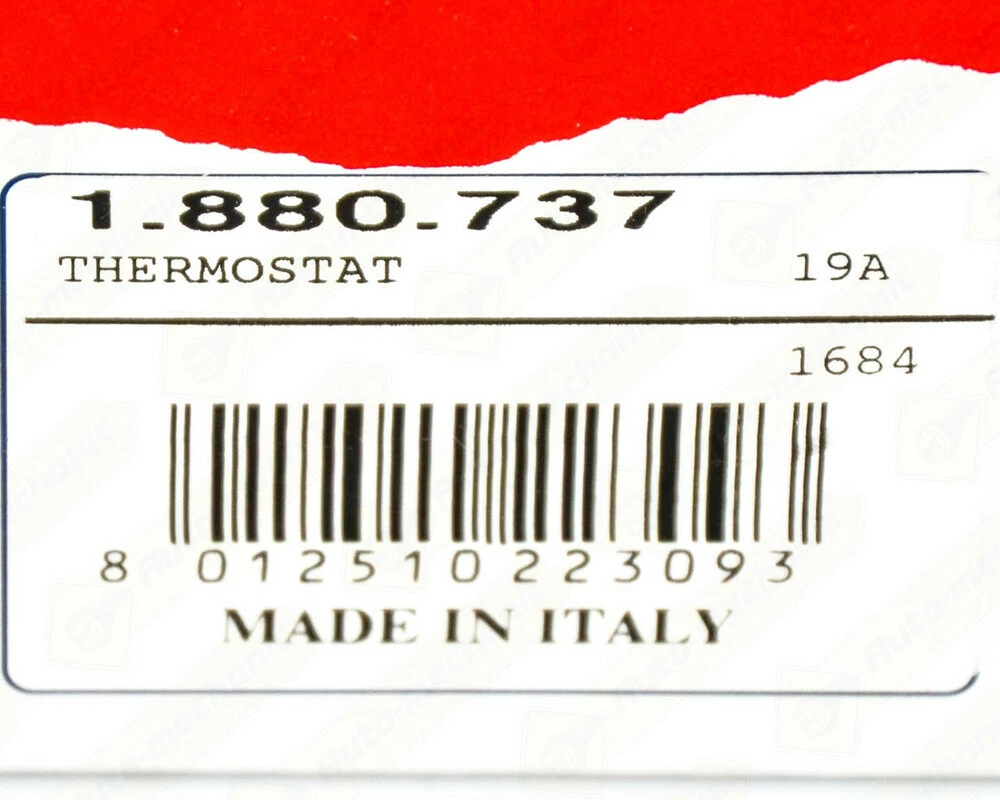 1.880.737
THERMOSTAT 19A
1684
8 012510 223093
MADE IN ITALY